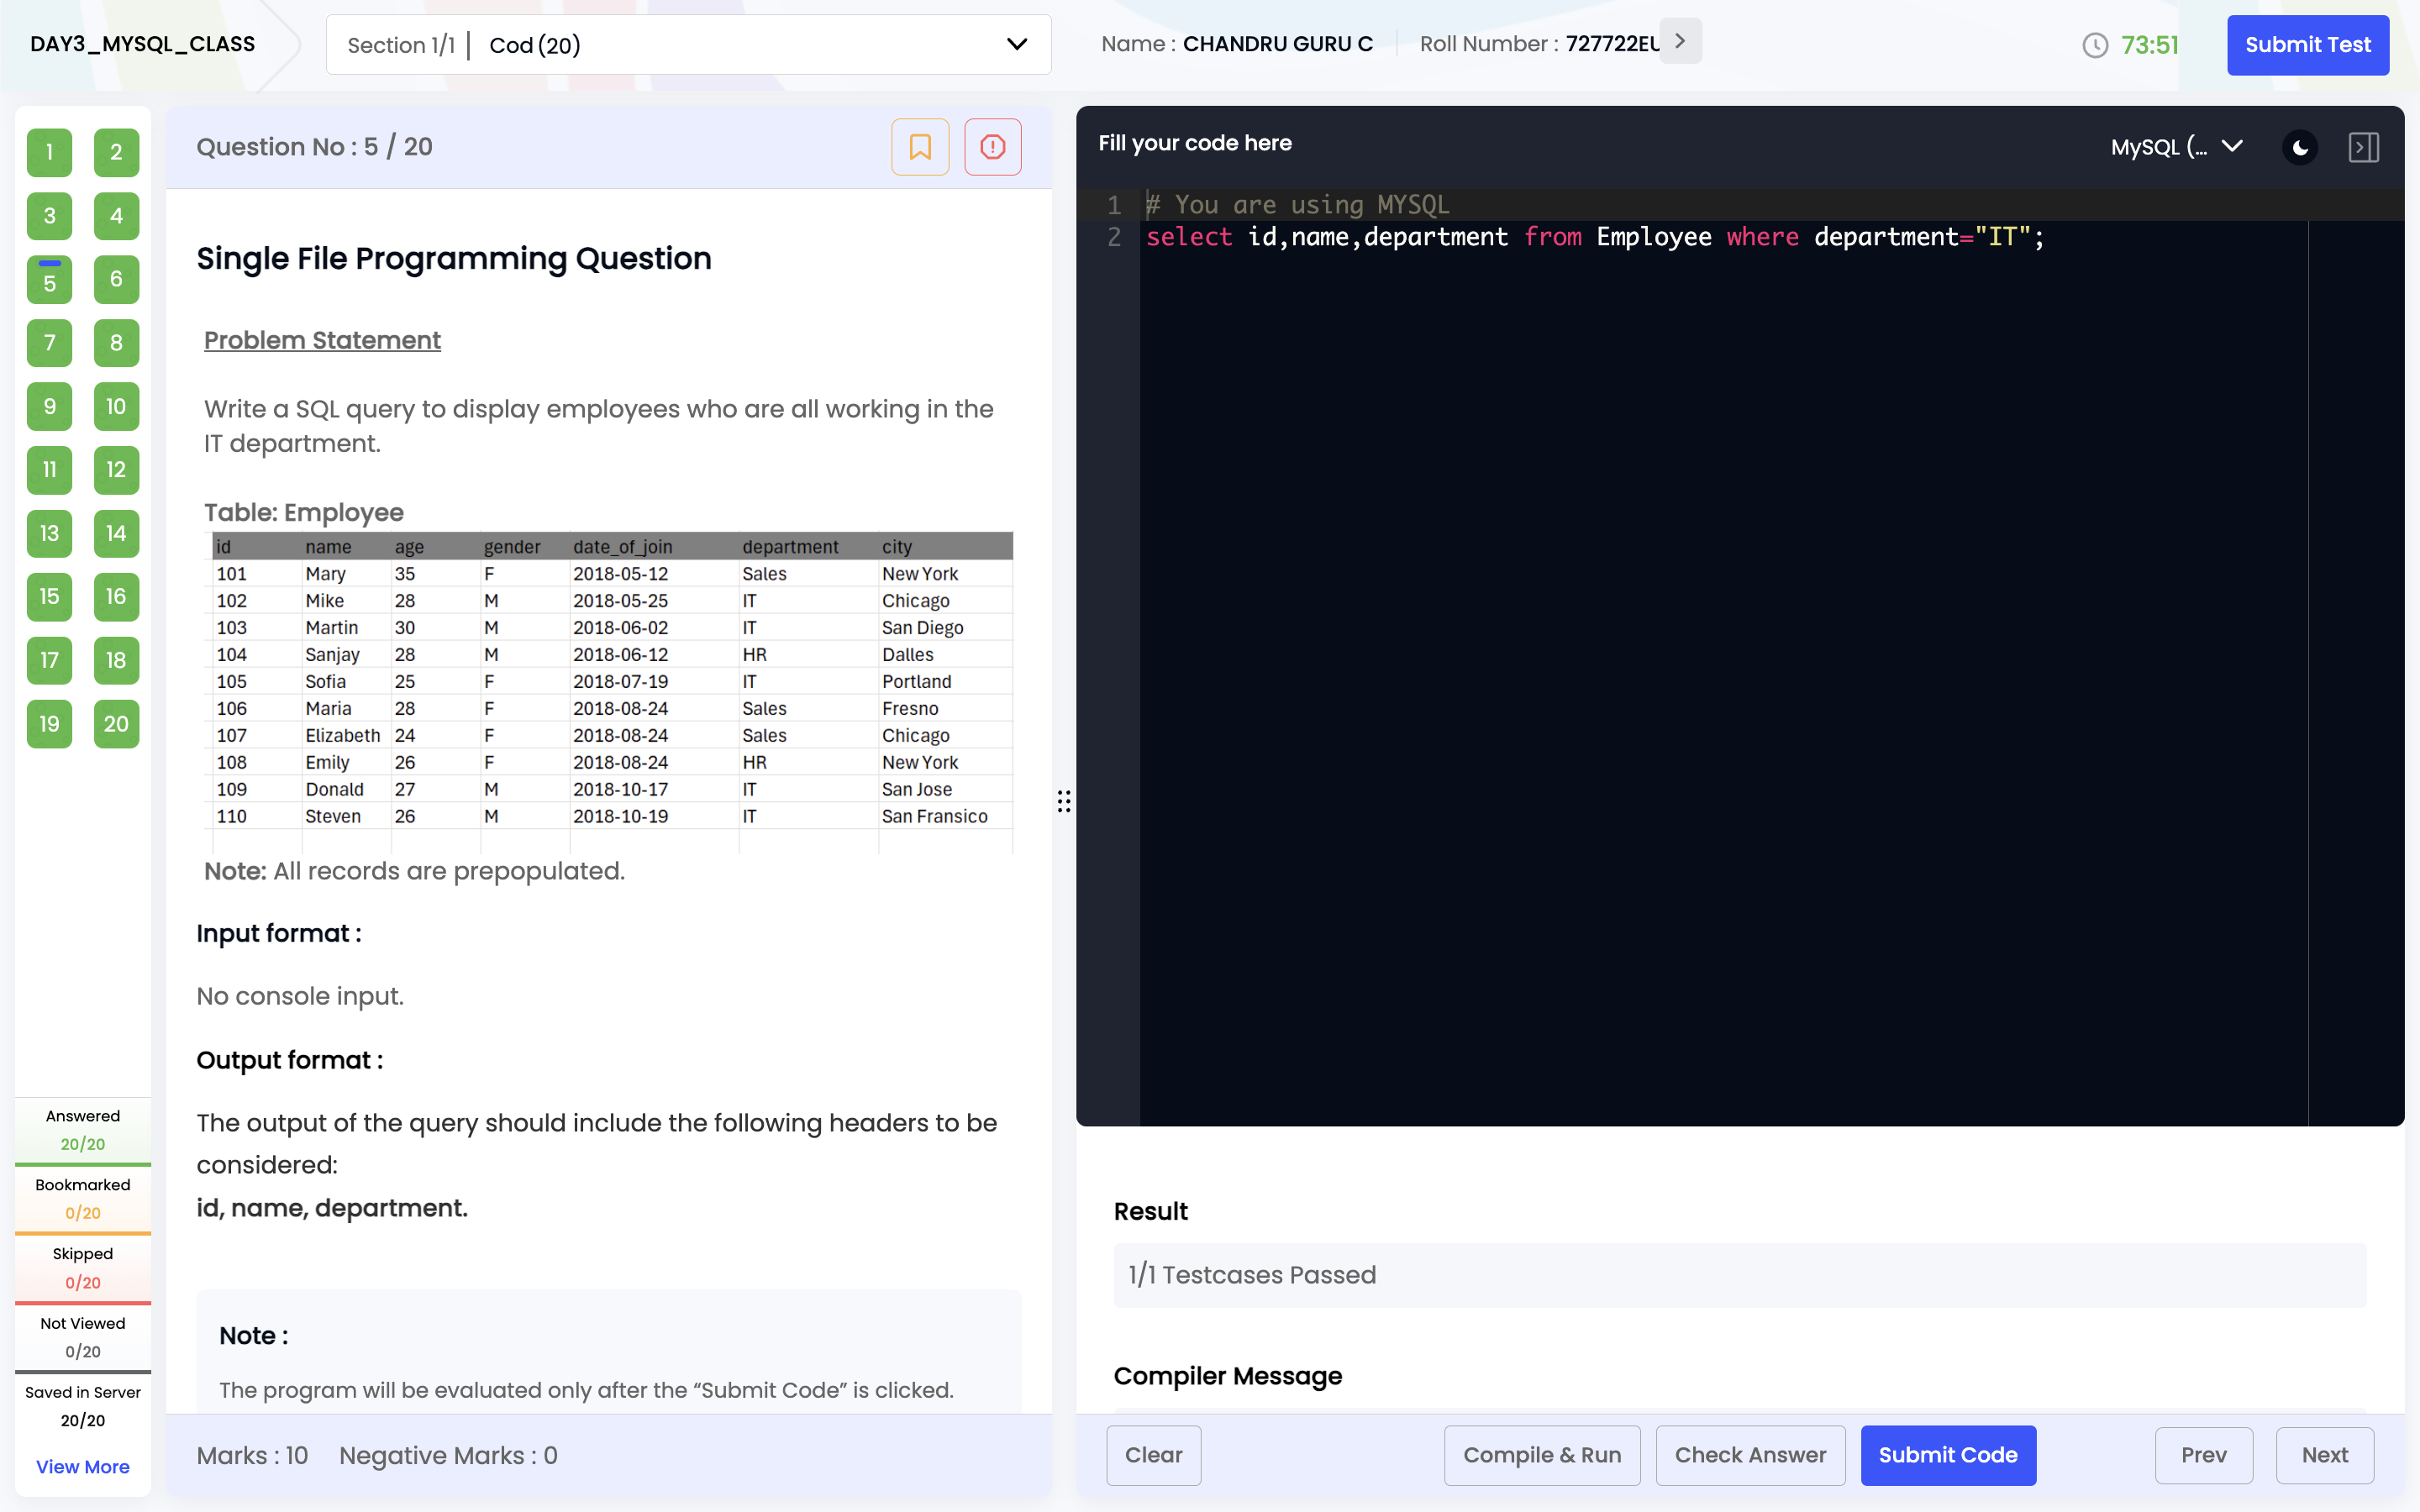 DAY3_MYSQL_CLASS
Section 1/1 | Cod (20)
Name : CHANDRU GURU C
Roll Number : 727722EU
73:51
Submit Test
1 2
3 4
5 6
7 8
9 10
11 12
13 14
15 16
17 18
19 20
Answered
20/20
Bookmarked
0/20
Skipped
0/20
Not Viewed
0/20
Saved in Server
20/20
View More
Question No : 5 / 20
Single File Programming Question
Problem Statement
Write a SQL query to display employees who are all working in the
IT department.
Table: Employee
id name age gender date_of_join department city
101 Mary 35 F 2018-05-12 Sales New York
102 Mike 28 M 2018-05-25 IT Chicago
103 Martin 30 M 2018-06-02 IT San Diego
104 Sanjay 28 M 2018-06-12 HR Dalles
105 Sofia 25 F 2018-07-19 IT Portland
106 Maria 28 F 2018-08-24 Sales Fresno
107 Elizabeth 24 F 2018-08-24 Sales Chicago
108 Emily 26 F 2018-08-24 HR New York
109 Donald 27 M 2018-10-17 IT San Jose
110 Steven 26 M 2018-10-19 IT San Fransico
Note: All records are prepopulated.
Input format :
No console input.
Output format :
The output of the query should include the following headers to be
considered:
id, name, department.
Note :
The program will be evaluated only after the “Submit Code” is clicked.
Marks : 10 Negative Marks : 0
Fill your code here
MySQL (...
1 # You are using MYSQL
2 select id,name,department from Employee where department="IT";
Result
1/1 Testcases Passed
Compiler Message
Clear
Compile & Run
Check Answer
Submit Code
Prev
Next